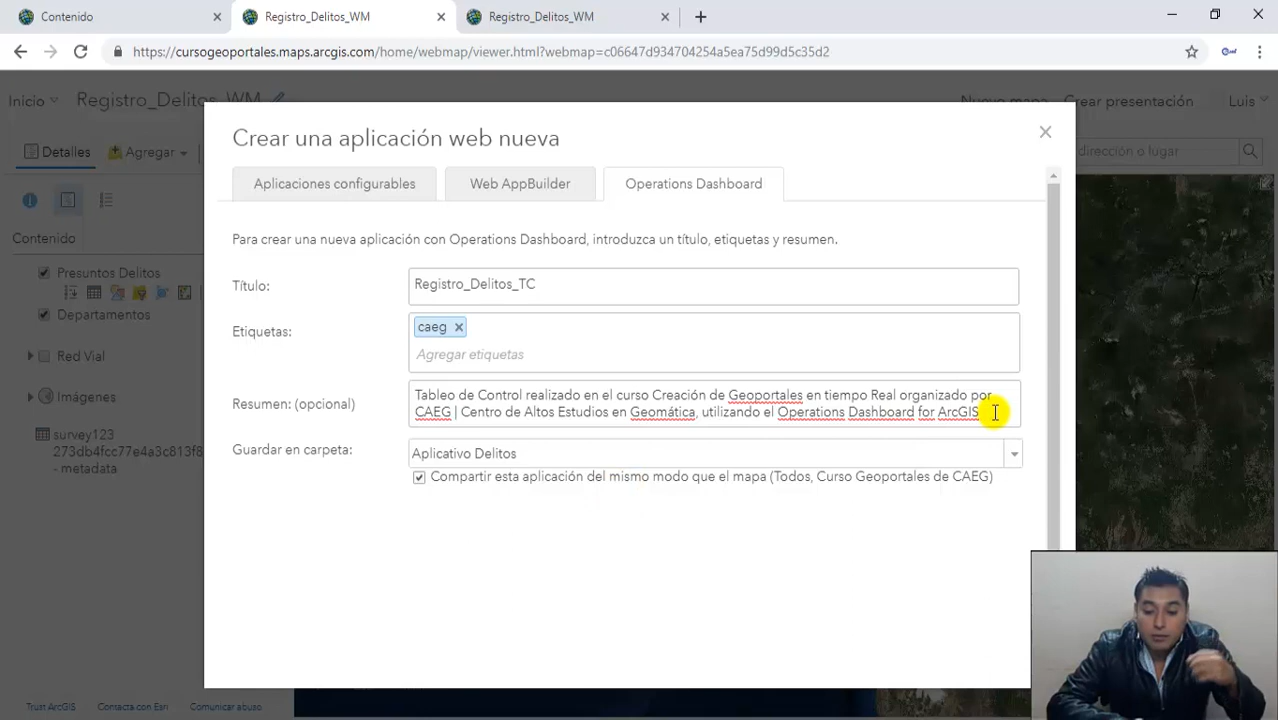 Contenido
Registro_Delitos_WM
Registro_Delitos_WM
https://cursogeoportales.maps.arcgis.com/home/webmap/viewer.html?webmap=c06647d934704a5ea75d99d5c35d2
Inicio
Registro_Delitos_WM
Nuevo mapa
Crear presentación
Luis
Detalles
Agregar
dirección o lugar
Contenido
Presuntos Delitos
Departamentos
Red Vial
Imágenes
survey123
273db4fcc77e4a3c813f8
- metadata
Crear una aplicación web nueva
Aplicaciones configurables
Web AppBuilder
Operations Dashboard
Para crear una nueva aplicación con Operations Dashboard, introduzca un título, etiquetas y resumen.
Título:
Registro_Delitos_TC
Etiquetas:
caeg
Agregar etiquetas
Resumen: (opcional)
Tableo de Control realizado en el curso Creación de Geoportales en tiempo Real organizado por
CAEG | Centro de Altos Estudios en Geomática, utilizando el Operations Dashboard for ArcGIS
Guardar en carpeta:
Aplicativo Delitos
Compartir esta aplicación del mismo modo que el mapa (Todos, Curso Geoportales de CAEG)
Trust ArcGIS
Contacta con Esri
Comunicar abuso